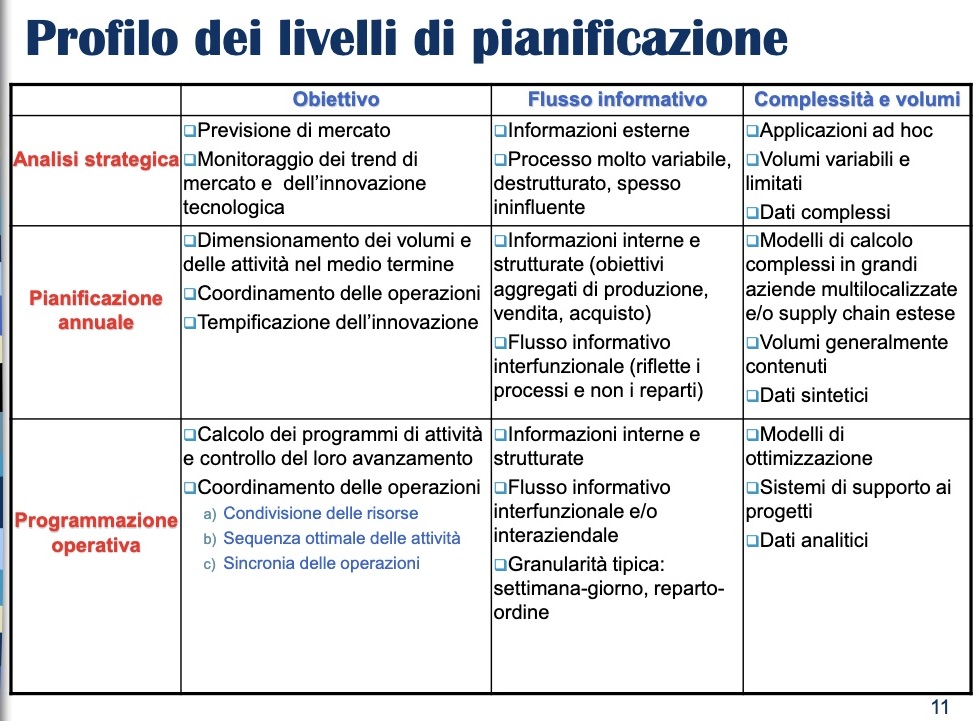 Profilo dei livelli di pianificazione
Obiettivo
Flusso informativo
Complessità e volumi
Analisi strategica
Previsione di mercato
Monitoraggio dei trend di
mercato e dell'innovazione
tecnologica
Informazioni esterne
Processo molto variabile,
destrutturato, spesso
ininfluente
Applicazioni ad hoc
Volumi variabili e
limitati
Dati complessi
Pianificazione
annuale
Dimensionamento dei volumi e
delle attività nel medio termine
Coordinamento delle operazioni
Tempificazione dell'innovazione
Informazioni interne e
strutturate (obiettivi
aggregati di produzione,
vendita, acquisto)
Flusso informativo
interfunzionale (riflette i
processi e non i reparti)
Modelli di calcolo
complessi in grandi
aziende multilocalizzate
e/o supply chain estese
Volumi generalmente
contenuti
Dati sintetici
Programmazione
operativa
Calcolo dei programmi di attività
e controllo del loro avanzamento
Coordinamento delle operazioni
a) Condivisione delle risorse
b) Sequenza ottimale delle attività
c) Sincronia delle operazioni
Informazioni interne e
strutturate
Flusso informativo
interfunzionale e/o
interaziendale
Granularità tipica:
settimana-giorno, reparto-
ordine
Modelli di
ottimizzazione
Sistemi di supporto ai
progetti
Dati analitici
11